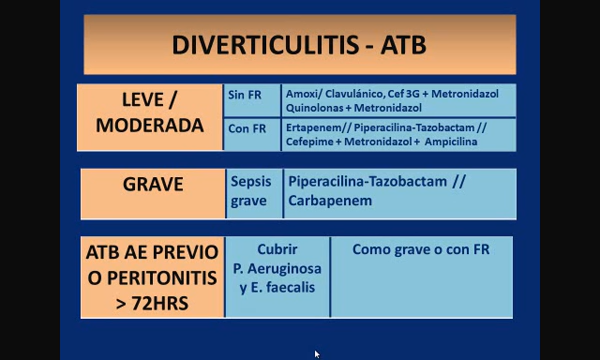 DIVERTICULITIS - ATB
LEVE /
MODERADA
Sin FR
Amoxi/ Clavulánico, Cef 3G + Metronidazol
Quinolonas + Metronidazol
Con FR
Ertapenem// Piperacilina-Tazobactam //
Cefepime + Metronidazol + Ampicilina
GRAVE
Sepsis
grave
Piperacilina-Tazobactam //
Carbapenem
ATB AE PREVIO
O PERITONITIS
> 72HRS
Cubrir
P. Aeruginosa
y E. faecalis
Como grave o con FR